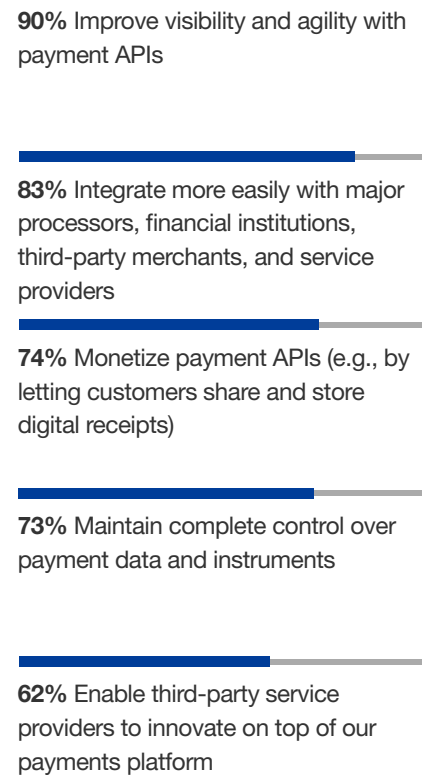 90% Improve visibility and agility with
payment APIs
83% Integrate more easily with major
processors, financial institutions,
third-party merchants, and service
providers
74% Monetize payment APIs (e.g., by
letting customers share and store
digital receipts)
73% Maintain complete control over
payment data and instruments
62% Enable third-party service
providers to innovate on top of our
payments platform